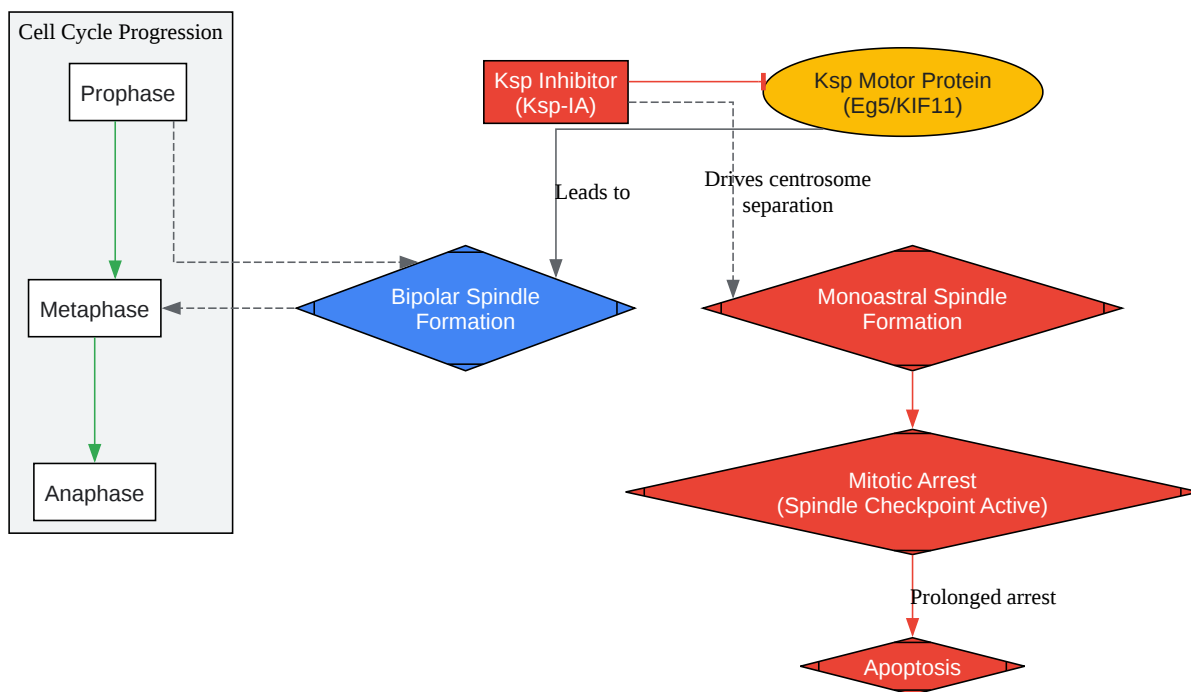 Cell Cycle Progression
Prophase
Metaphase
Anaphase
Ksp Inhibitor
(Ksp-IA)
Ksp Motor Protein
(Eg5/KIF11)
Leads to
Drives centrosome
separation
Bipolar Spindle
Formation
Monoastral Spindle
Formation
Mitotic Arrest
(Spindle Checkpoint Active)
Prolonged arrest
Apoptosis